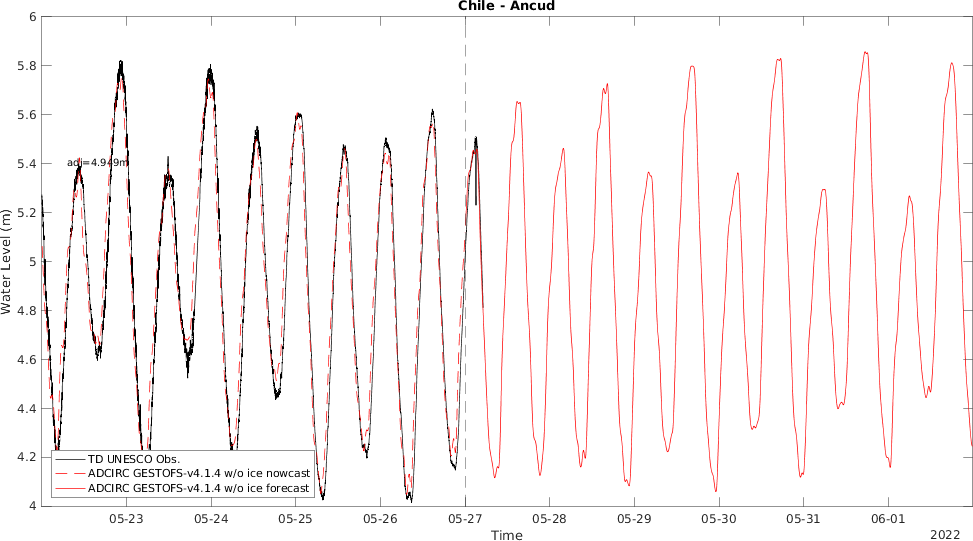 Chile - Ancud
6
5.8
5.6
5.4
5.2
5
4.8
4.6
4.4
4.2
4
Water Level (m)
adj=4.949m
TD UNESCO Obs.
ADCIRC GESTOFS-v4.1.4 w/o ice nowcast
ADCIRC GESTOFS-v4.1.4 w/o ice forecast
05-23 05-24 05-25 05-26 05-27 05-28 05-29 05-30 05-31 06-01
Time
2022